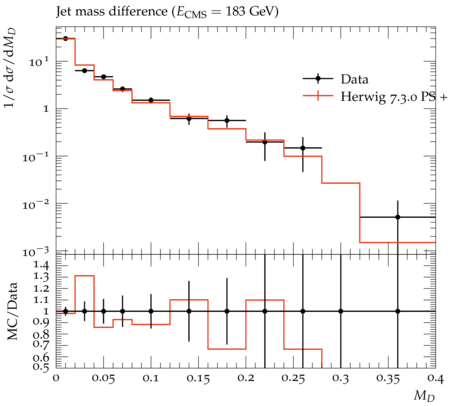 Jet mass difference (E_CMS = 183 GeV)
1/σ dσ/dM_D
10^1
1
10^−1
10^−2
10^−3
Data
Herwig 7.3.0 PS +
MC/Data
1.4
1.3
1.2
1.1
1
0.9
0.8
0.7
0.6
0.5
0 0.05 0.1 0.15 0.2 0.25 0.3 0.35 0.4
M_D